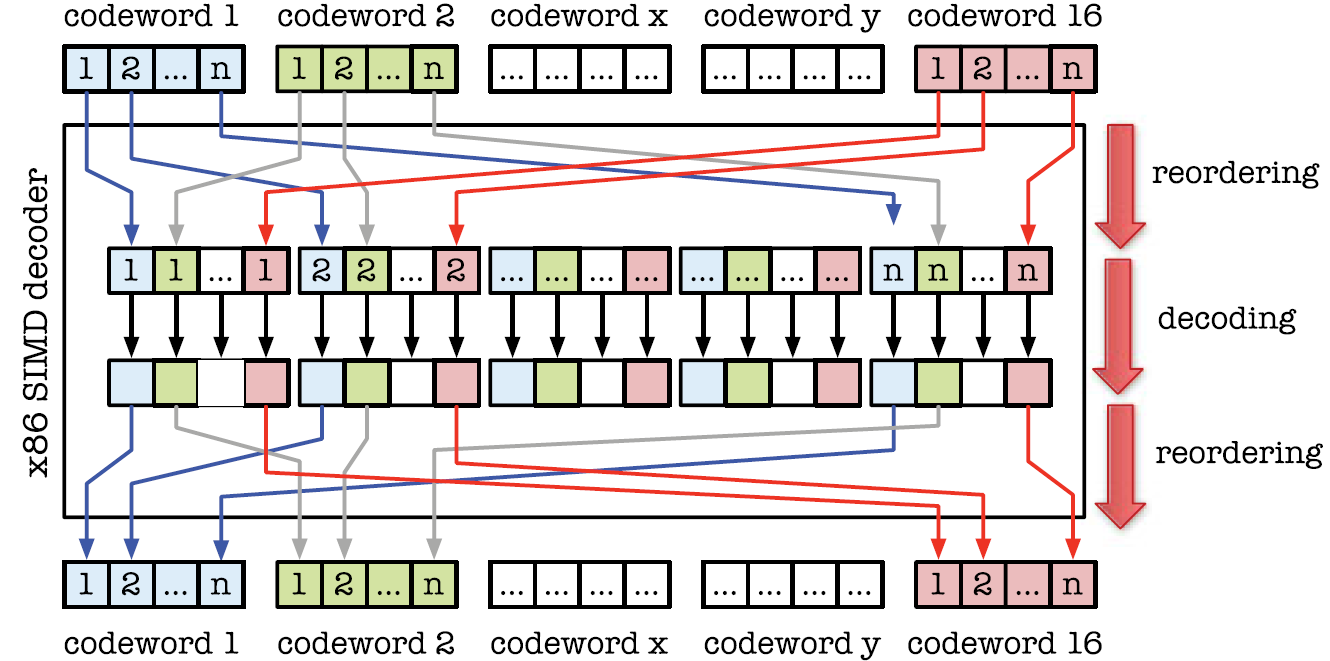 codeword 1 codeword 2 codeword x codeword y codeword 16
1 2 ... n 1 2 ... n ... ... ... ... ... ... ... ... 1 2 ... n
reordering
x86 SIMD decoder
1 1 ... 1 2 2 ... 2 ... ... ... ... ... ... ... ... n n ... n
decoding
reordering
1 2 ... n 1 2 ... n ... ... ... ... ... ... ... ... 1 2 ... n
codeword 1 codeword 2 codeword x codeword y codeword 16